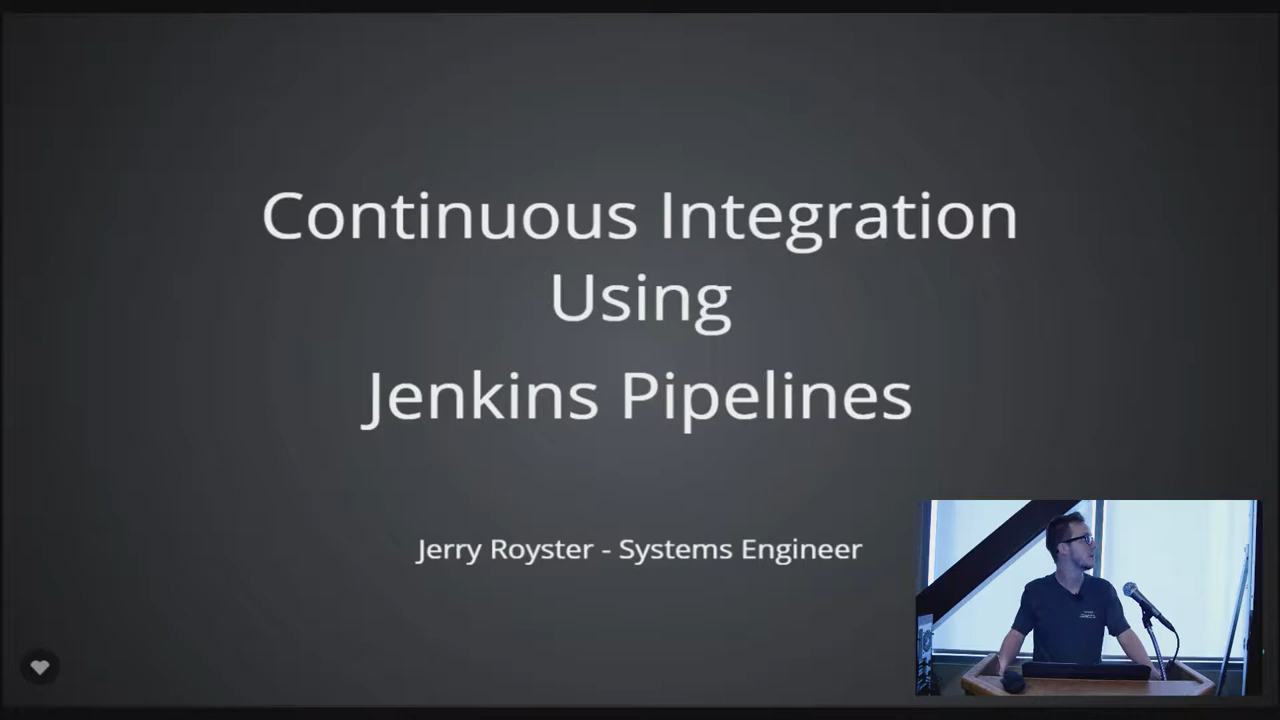 Continuous Integration
Using
Jenkins Pipelines
Jerry Royster - Systems Engineer